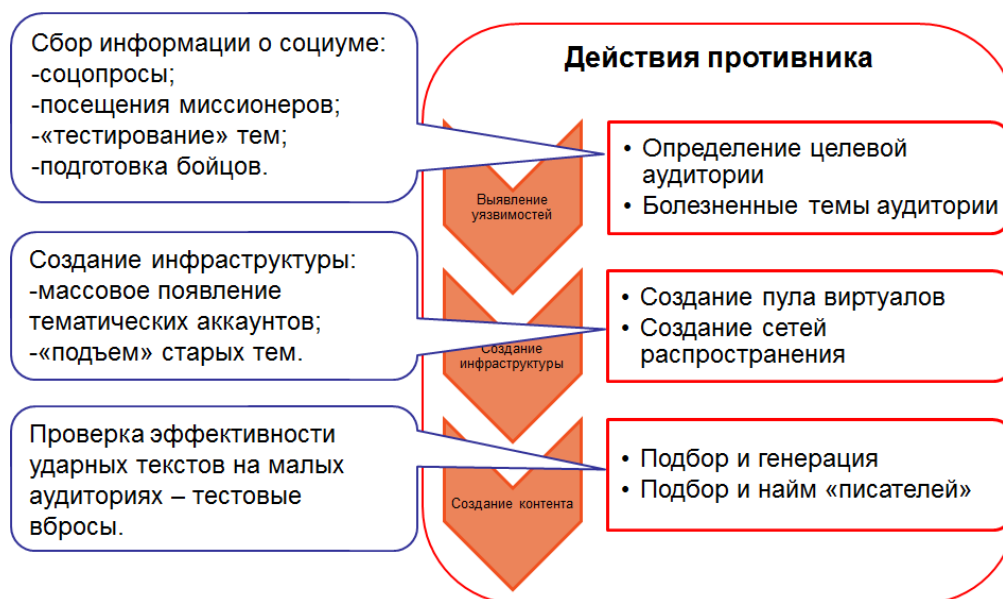 Действия противника
Сбор информации о социуме:
-соцопросы;
-посещения миссионеров;
-«тестирование» тем;
-подготовка бойцов.
Выявление
уязвимостей
• Определение целевой
аудитории
• Болезненные темы аудитории
Создание инфраструктуры:
-массовое появление
тематических аккаунтов;
-«подъем» старых тем.
Создание
инфраструктуры
• Создание пула виртуалов
• Создание сетей
распространения
Проверка эффективности
ударных текстов на малых
аудиториях – тестовые
вбросы.
Создание контента
• Подбор и генерация
• Подбор и найм «писателей»